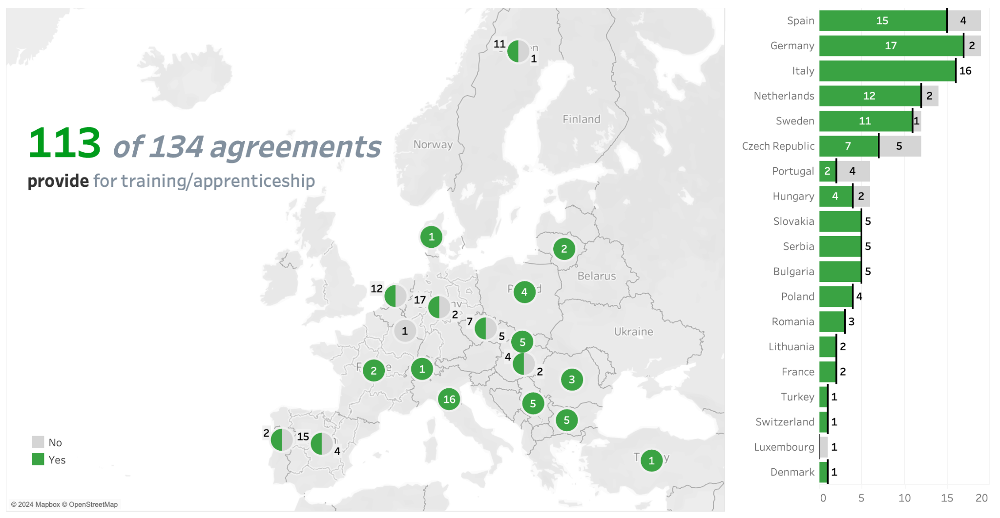 113 of 134 agreements
provide for training/apprenticeship
11
1
Finland
Norway
1
2
Belarus
4
12
17
2
1
7
5
5
Ukraine
4
2
2
1
3
16
5
5
2
15
4
1
No
Yes
© 2024 Mapbox © OpenStreetMap
Spain 15 4
Germany 17 2
Italy 16
Netherlands 12 2
Sweden 11 1
Czech Republic 7 5
Portugal 2 4
Hungary 4 2
Slovakia 5
Serbia 5
Bulgaria 5
Poland 4
Romania 3
Lithuania 2
France 2
Turkey 1
Switzerland 1
Luxembourg 1
Denmark 1
0 5 10 15 20